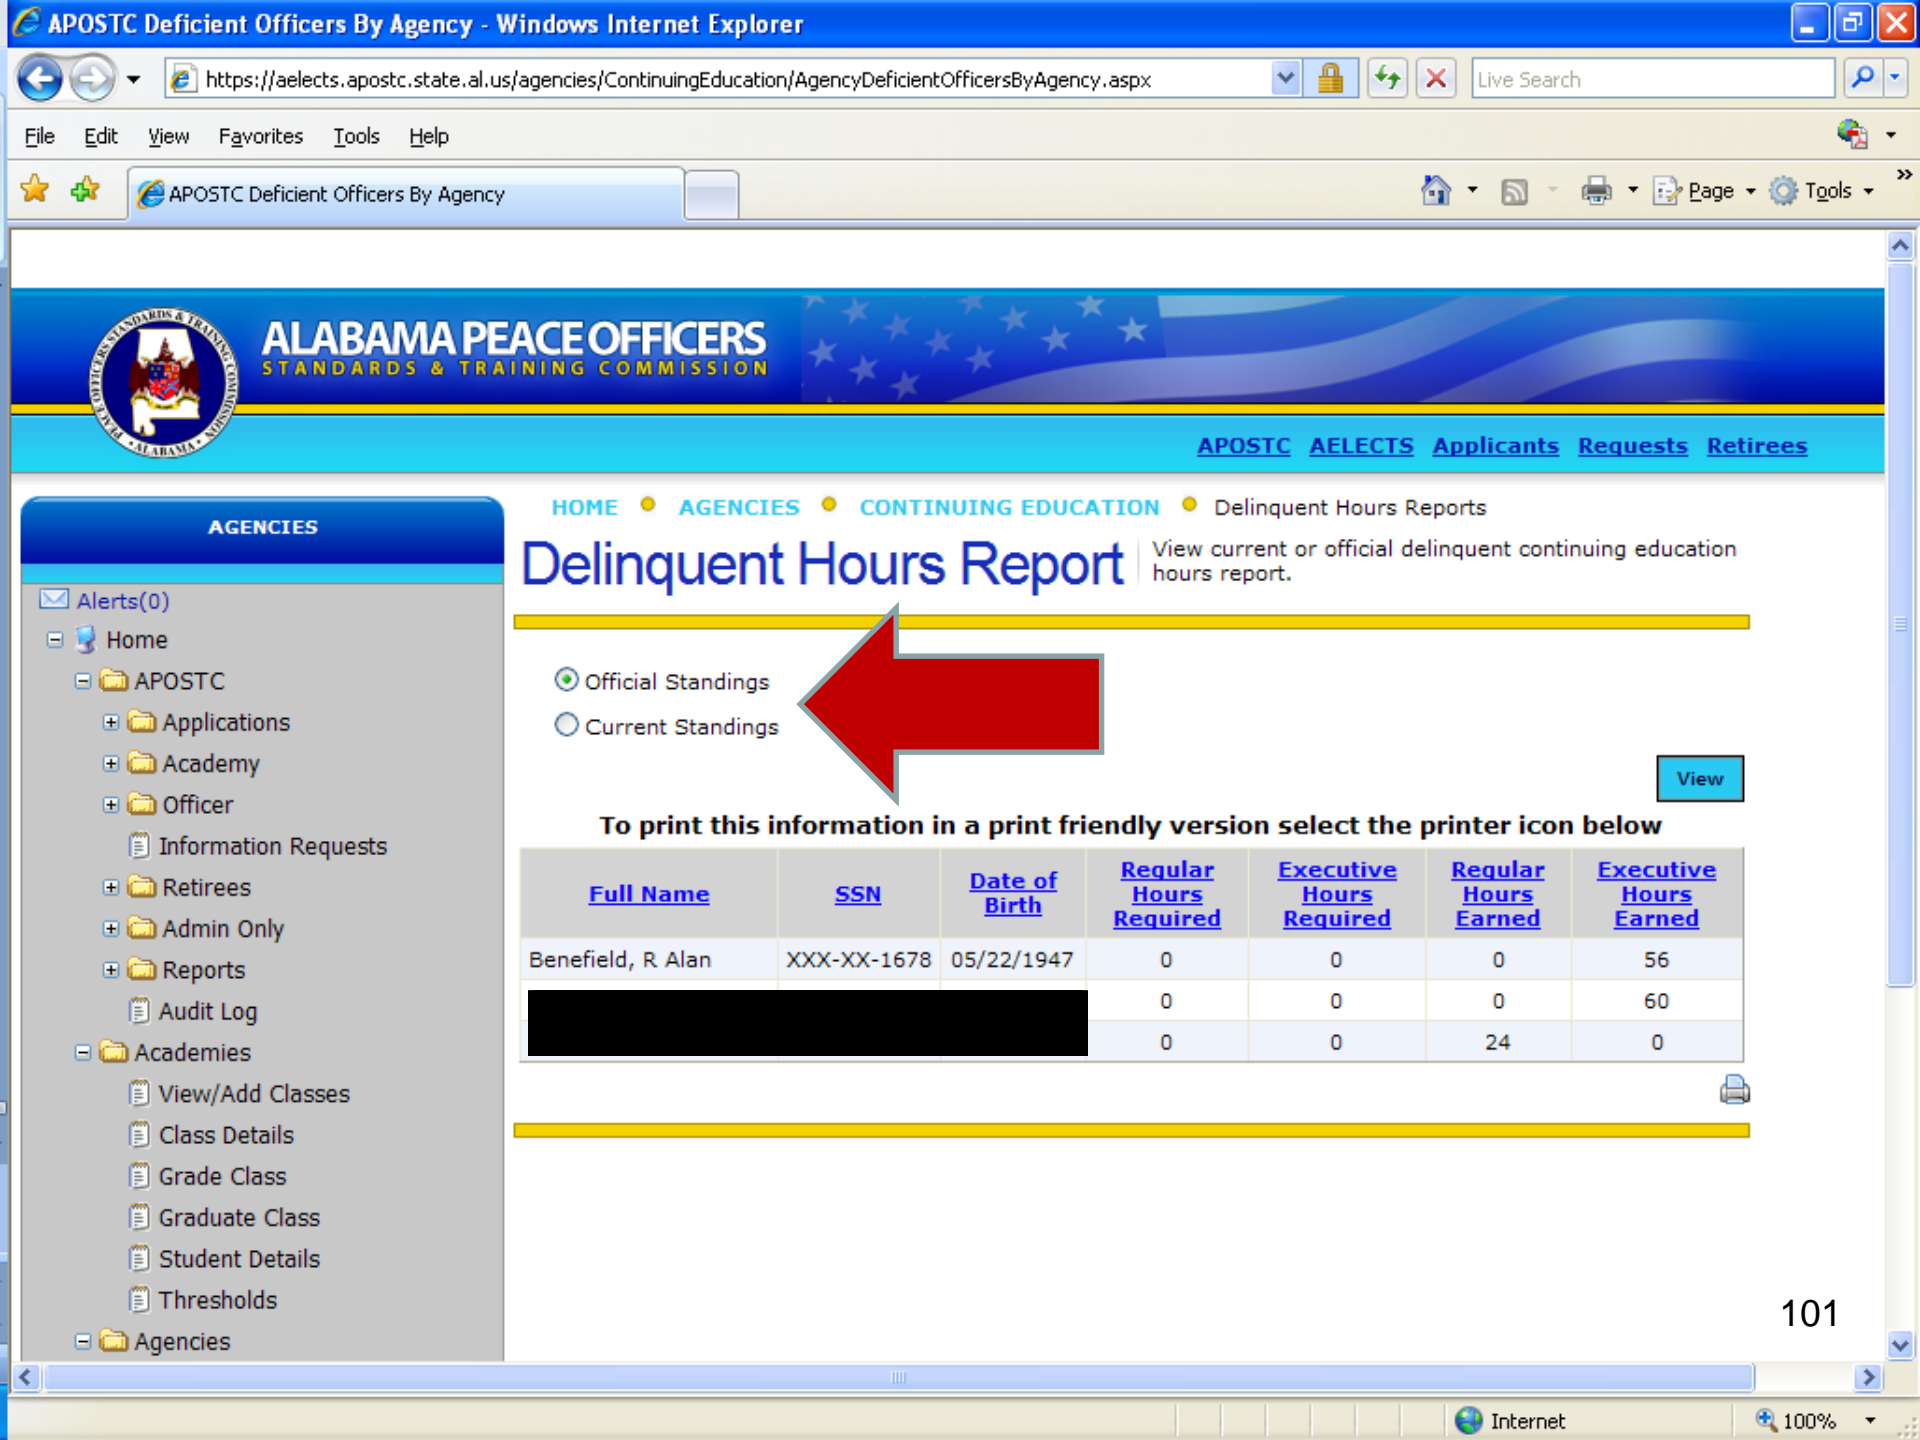 APOSTC Deficient Officers By Agency - Windows Internet Explorer
https://aelects.apostc.state.al.us/agencies/ContinuingEducation/AgencyDeficientOfficersByAgency.aspx
Live Search
File Edit View Favorites Tools Help
APOSTC Deficient Officers By Agency
Page Tools »
STANDARDS & TRAINING COMMISSION
PEACE OFFICERS
• ALABAMA •
ALABAMA PEACE OFFICERS
STANDARDS & TRAINING COMMISSION
APOSTC AELECTS Applicants Requests Retirees
AGENCIES
Alerts(0)
Home
APOSTC
Applications
Academy
Officer
Information Requests
Retirees
Admin Only
Reports
Audit Log
Academies
View/Add Classes
Class Details
Grade Class
Graduate Class
Student Details
Thresholds
Agencies
HOME AGENCIES CONTINUING EDUCATION Delinquent Hours Reports
Delinquent Hours Report
View current or official delinquent continuing education
hours report.
Official Standings
Current Standings
View
To print this information in a print friendly version select the printer icon below
Full Name SSN Date of Birth Regular Hours Required Executive Hours Required Regular Hours Earned Executive Hours Earned
Benefield, R Alan XXX-XX-1678 05/22/1947 0 0 0 56
0 0 0 60
0 0 24 0
101
Internet 100%